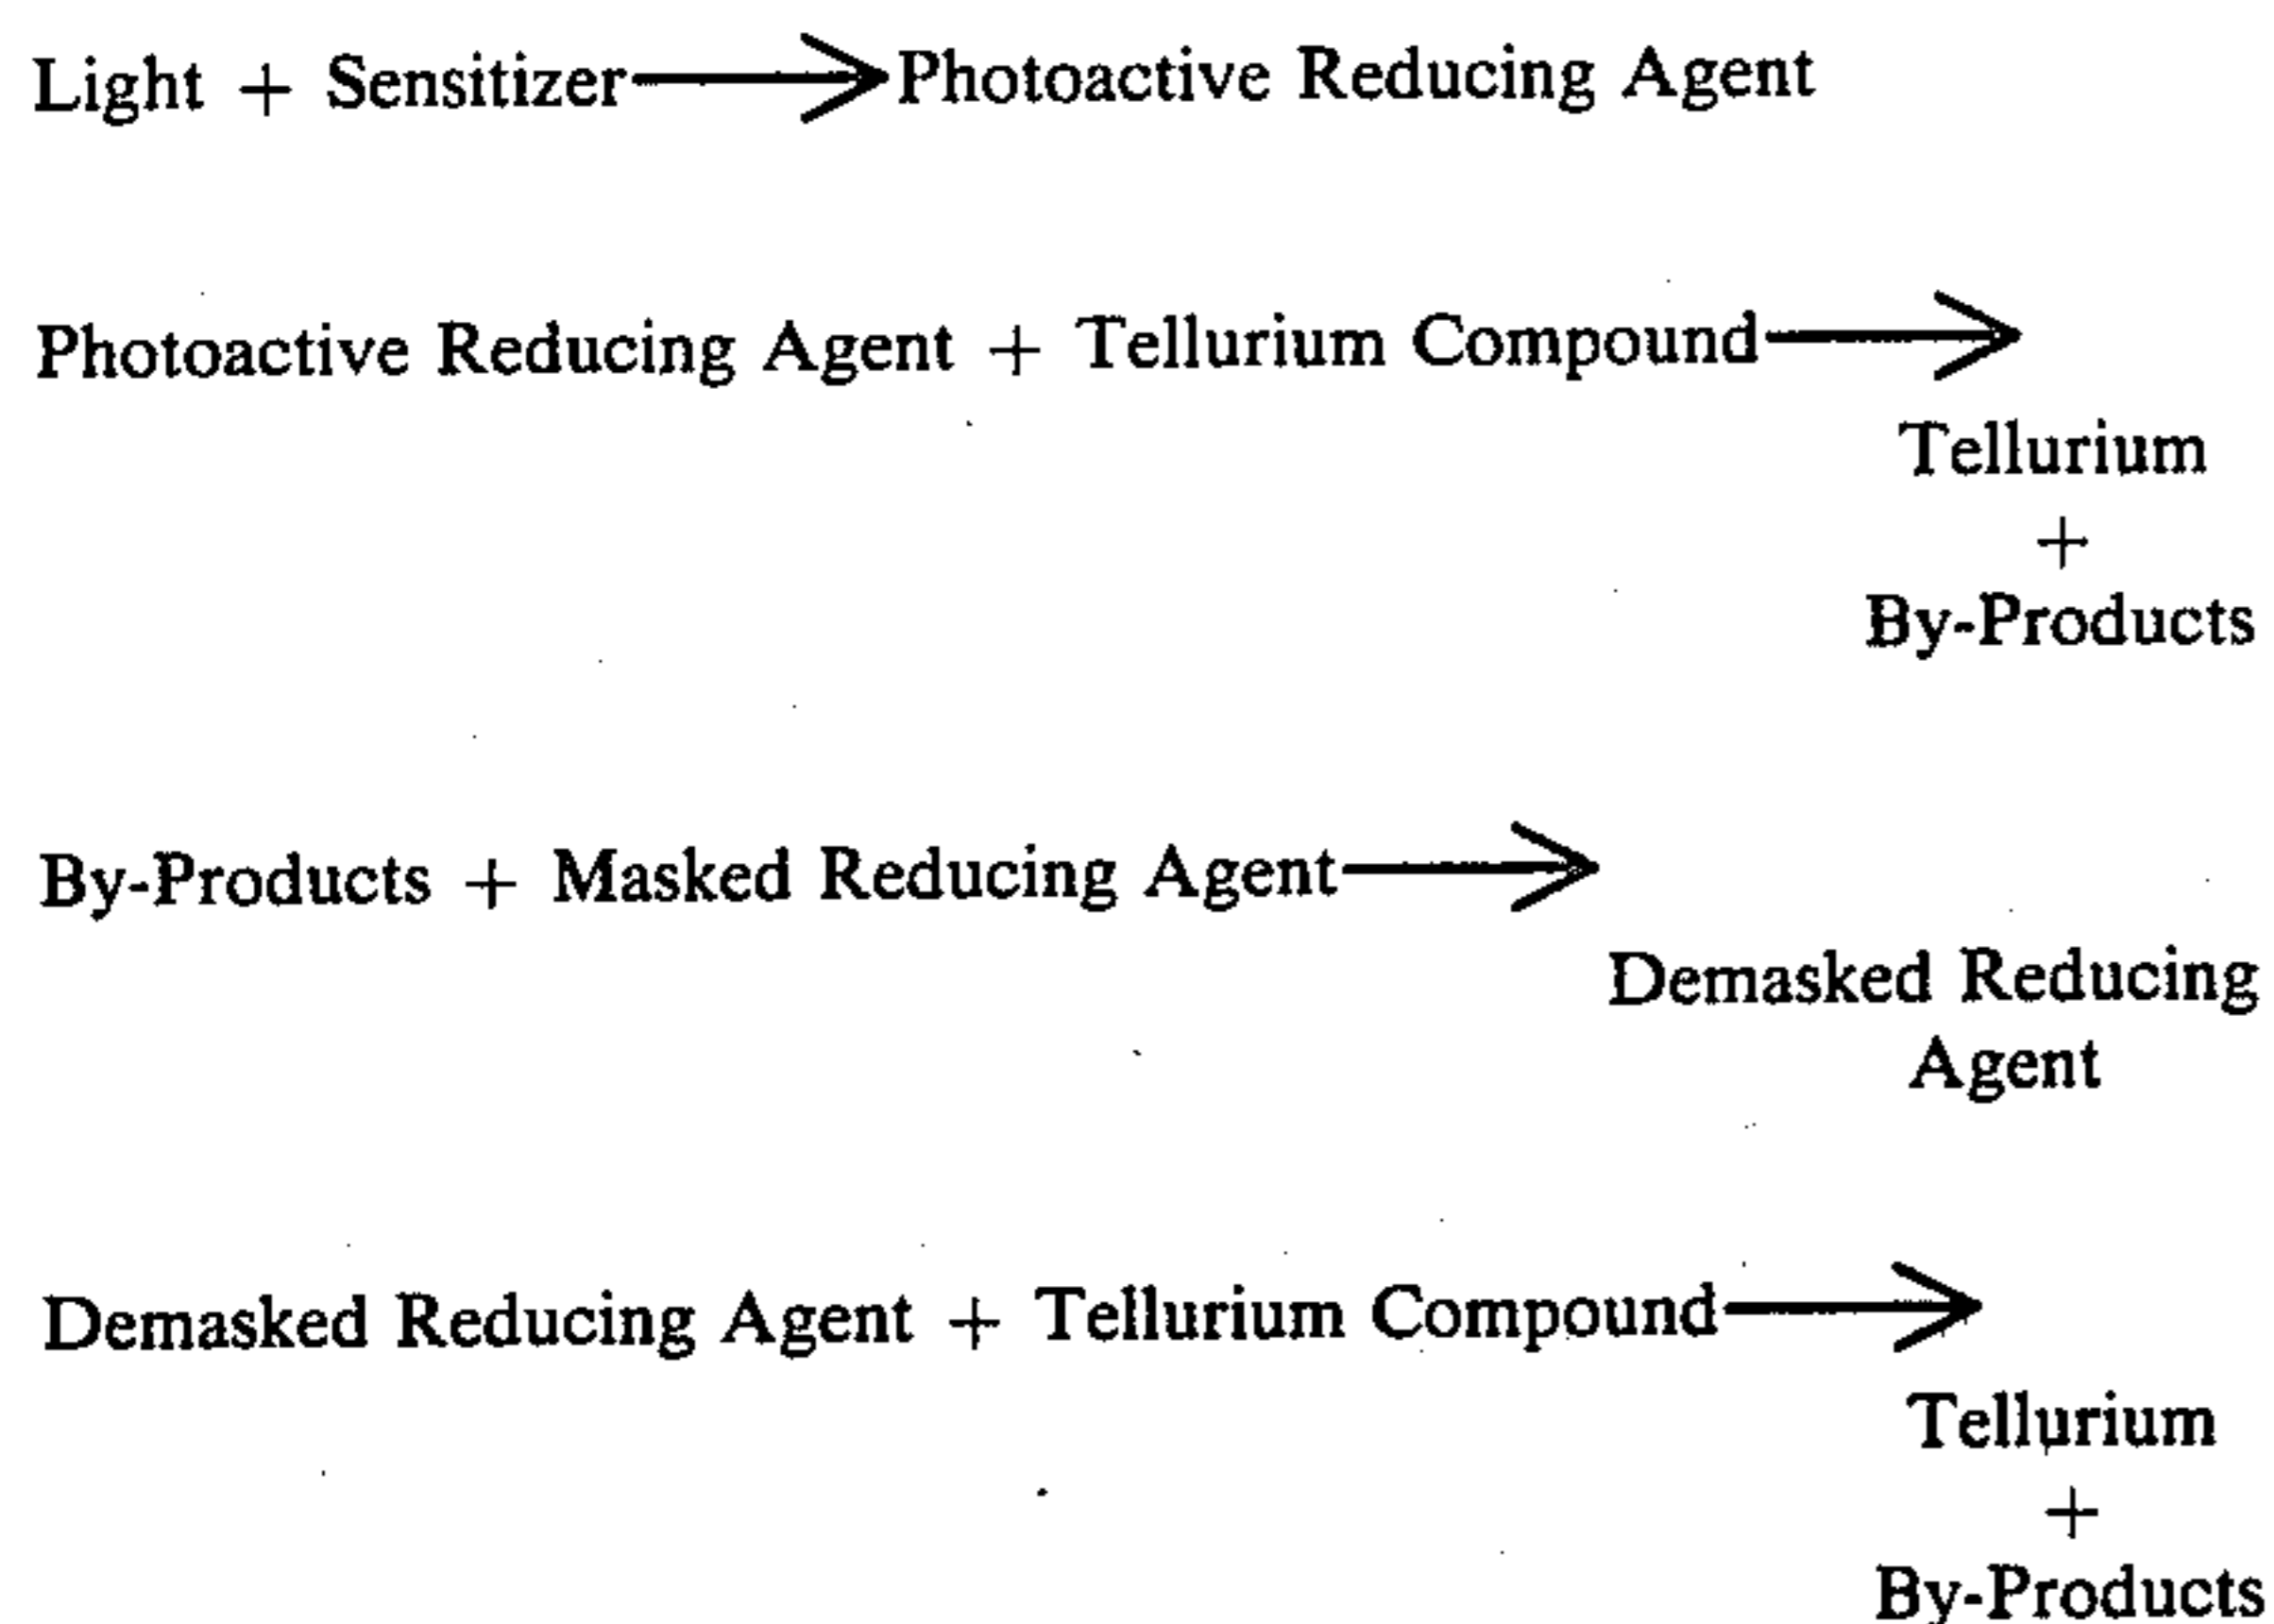 Light + Sensitizer⟶Photoactive Reducing Agent
Photoactive Reducing Agent + Tellurium Compound⟶
Tellurium
+
By-Products
By-Products + Masked Reducing Agent⟶
Demasked Reducing
Agent
Demasked Reducing Agent + Tellurium Compound⟶
Tellurium
+
By-Products